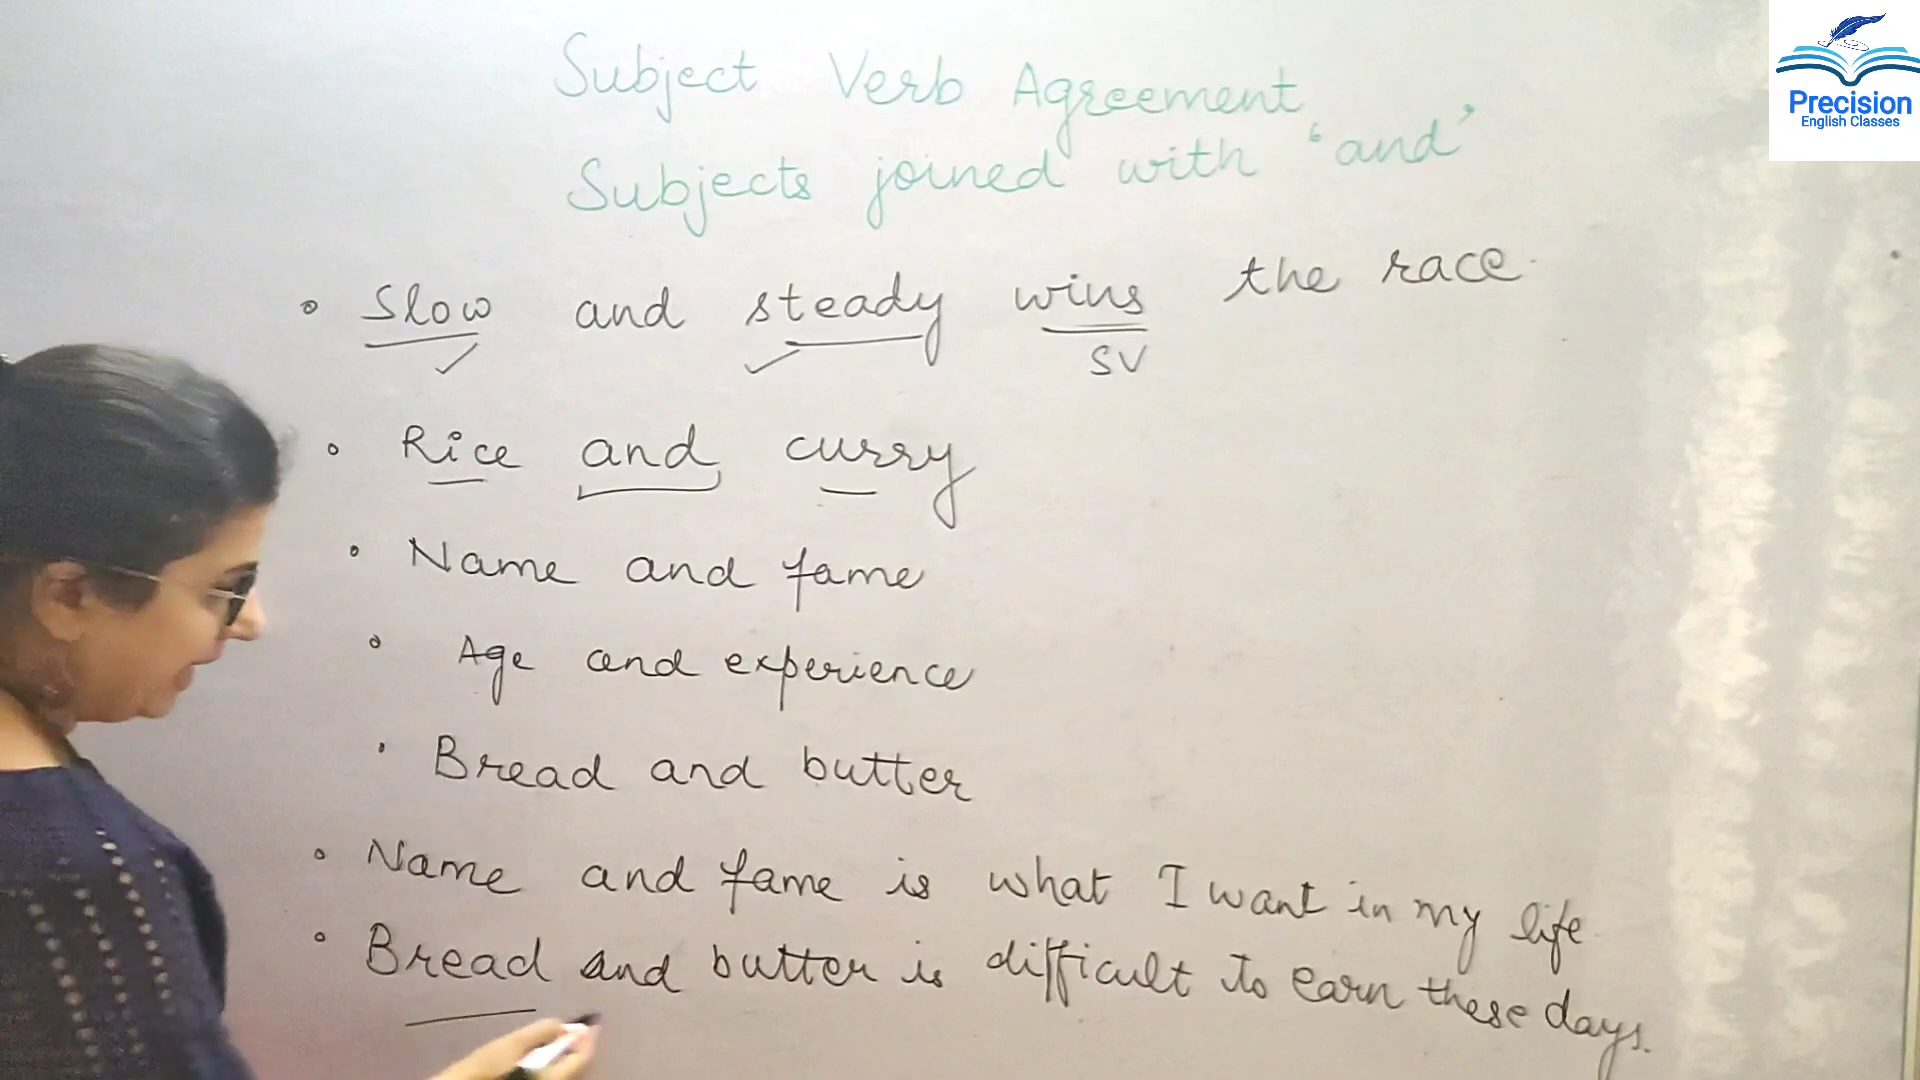 Subject Verb Agreement
Subjects joined with 'and'
Precision
English Classes
• Slow and steady wins the race.
SV
• Rice and curry
• Name and fame
• Age and experience
• Bread and butter
• Name and fame is what I want in my life.
• Bread and butter is difficult to earn these days.